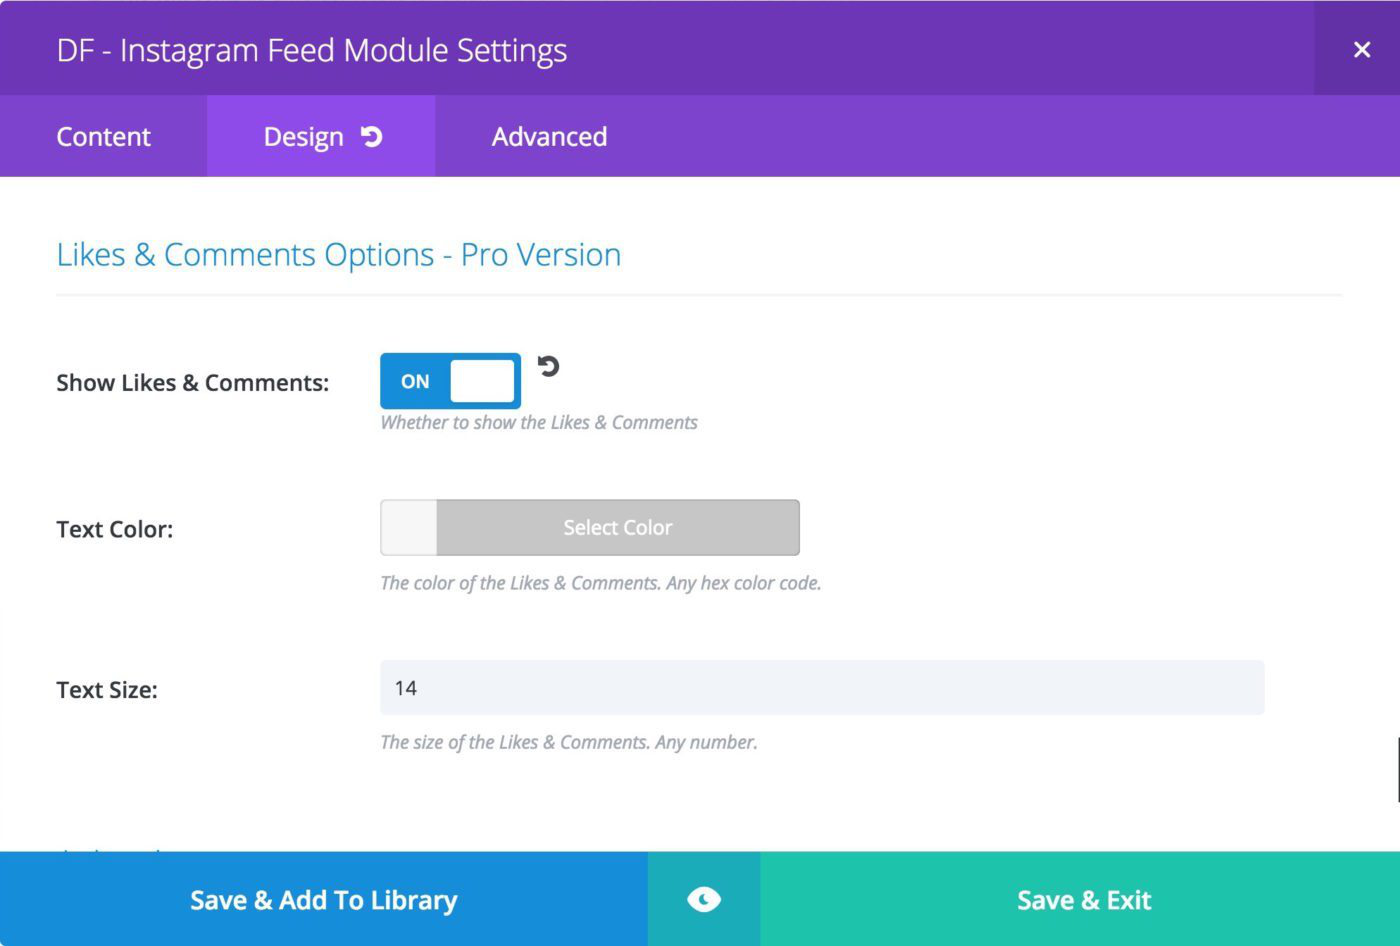 DF - Instagram Feed Module Settings
Content
Design
Advanced
Likes & Comments Options - Pro Version
Show Likes & Comments:
ON
Whether to show the Likes & Comments
Text Color:
Select Color
The color of the Likes & Comments. Any hex color code.
Text Size:
14
The size of the Likes & Comments. Any number.
Save & Add To Library
Save & Exit